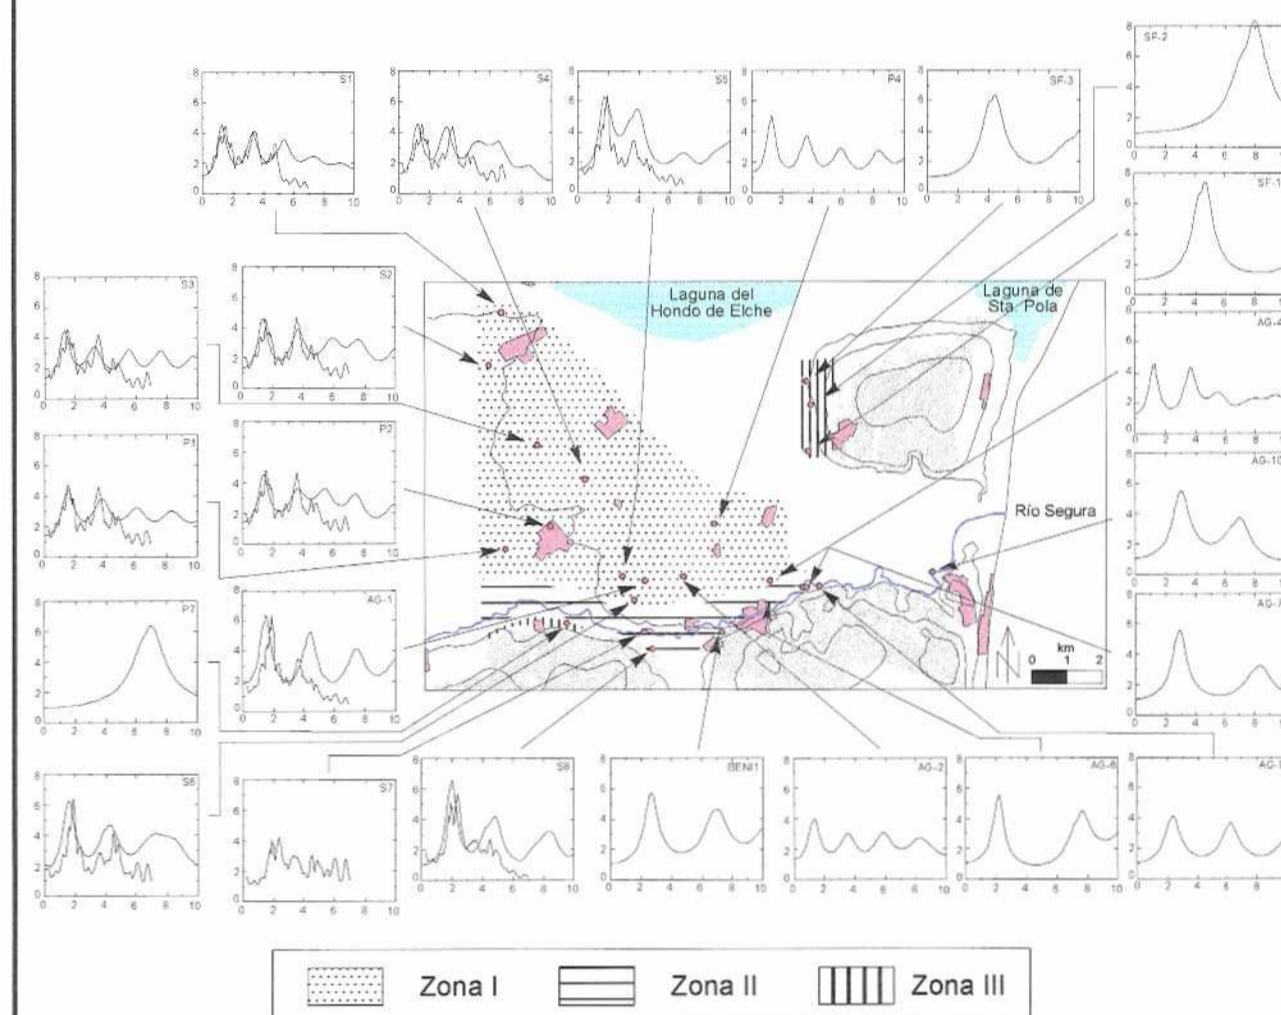 SF-2
S1
S4
S5
P4
SF-3
SF-1
S3
S2
Laguna del
Hondo de Elche
Laguna de
Sta. Pola
AG-4
P1
P2
AG-10
Río Segura
P7
AG-1
km
0 1 2
N
S6
S7
S8
BENI1
AG-2
AG-6
Zona I
Zona II
Zona III